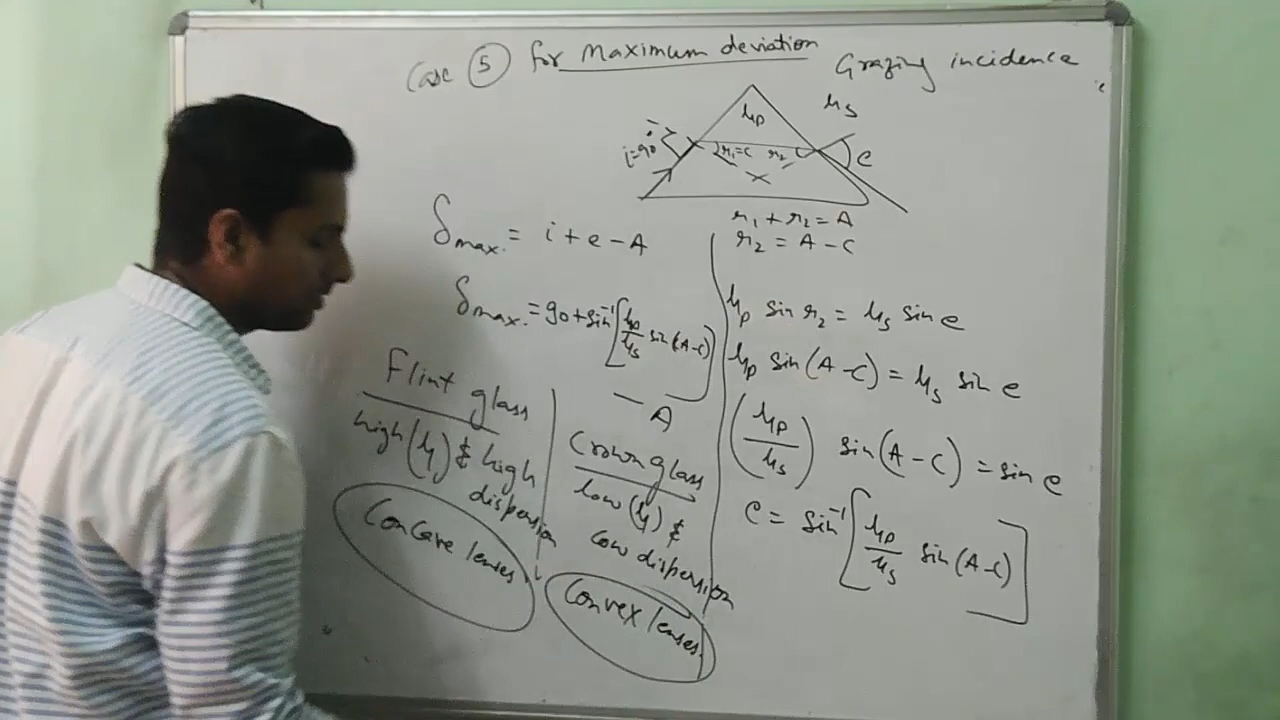 Case 5 for Maximum deviation
Grazing incidence
μp
μs
i=90
r₁=c r₂
e
r₁ + r₂ = A
r₂ = A - C
δmax. = i + e - A
δmax. = 90 + sin⁻¹[μp/μs sin(A-C)] - A
μp sin r₂ = μs sin e
μp sin(A - C) = μs sin e
(μp/μs) sin(A - C) = sin e
e = sin⁻¹[μp/μs sin(A-C)]
Flint glass
high (μ) & high
dispersion
Concave lenses
Crown glass
low (μ) &
low dispersion
Convex lenses.